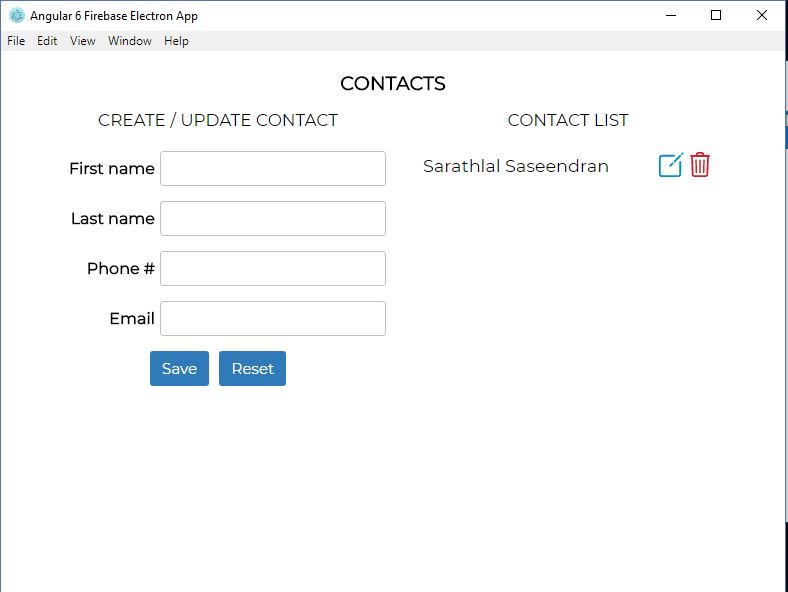 Angular 6 Firebase Electron App
File Edit View Window Help
CONTACTS
CREATE / UPDATE CONTACT
First name
Last name
Phone #
Email
Save Reset
CONTACT LIST
Sarathlal Saseendran